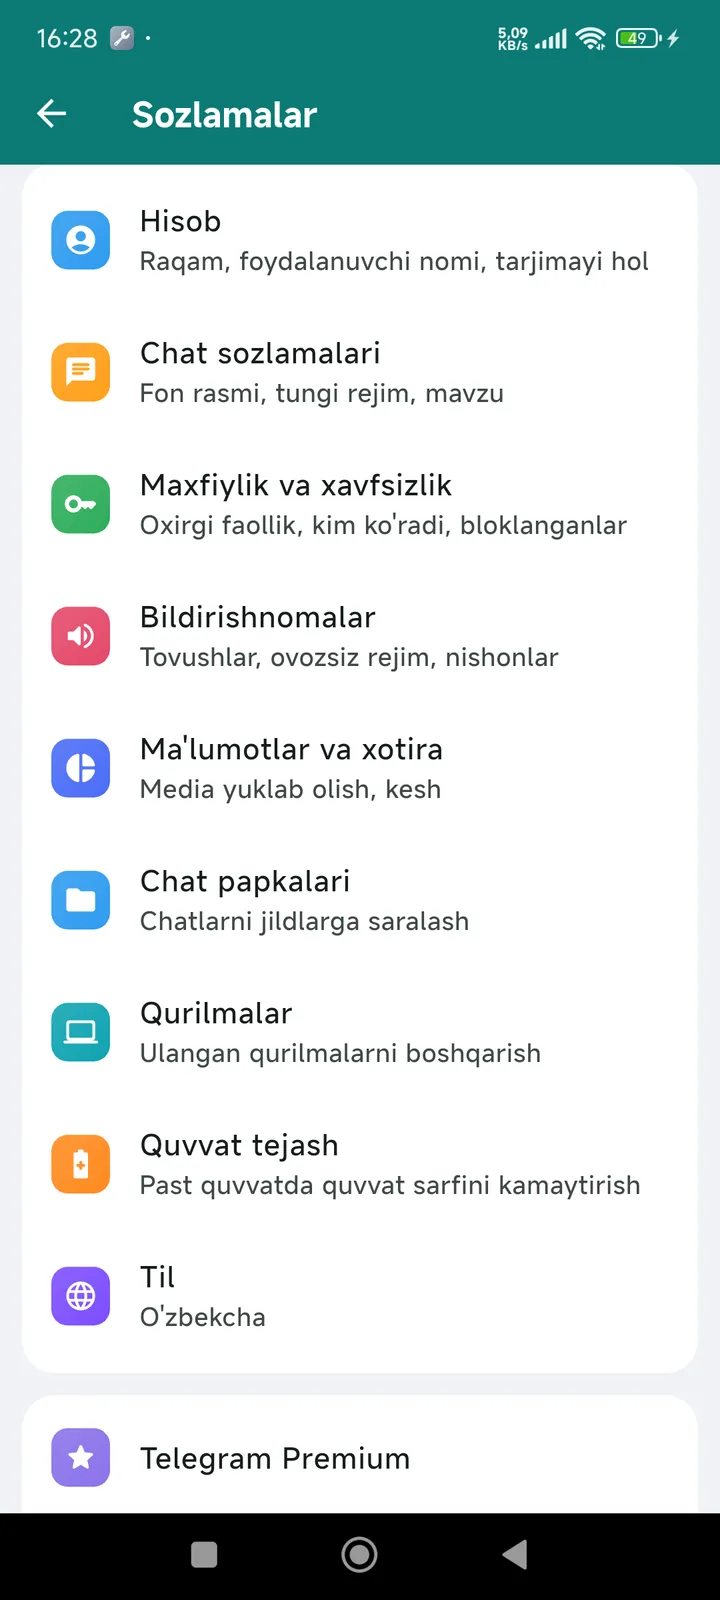 16:28
5,09
KB/s
49
Sozlamalar
Hisob
Raqam, foydalanuvchi nomi, tarjimayi hol
Chat sozlamalari
Fon rasmi, tungi rejim, mavzu
Maxfiylik va xavfsizlik
Oxirgi faollik, kim ko'radi, bloklanganlar
Bildirishnomalar
Tovushlar, ovozsiz rejim, nishonlar
Ma'lumotlar va xotira
Media yuklab olish, kesh
Chat papkalari
Chatlarni jildlarga saralash
Qurilmalar
Ulangan qurilmalarni boshqarish
Quvvat tejash
Past quvvatda quvvat sarfini kamaytirish
Til
O'zbekcha
Telegram Premium